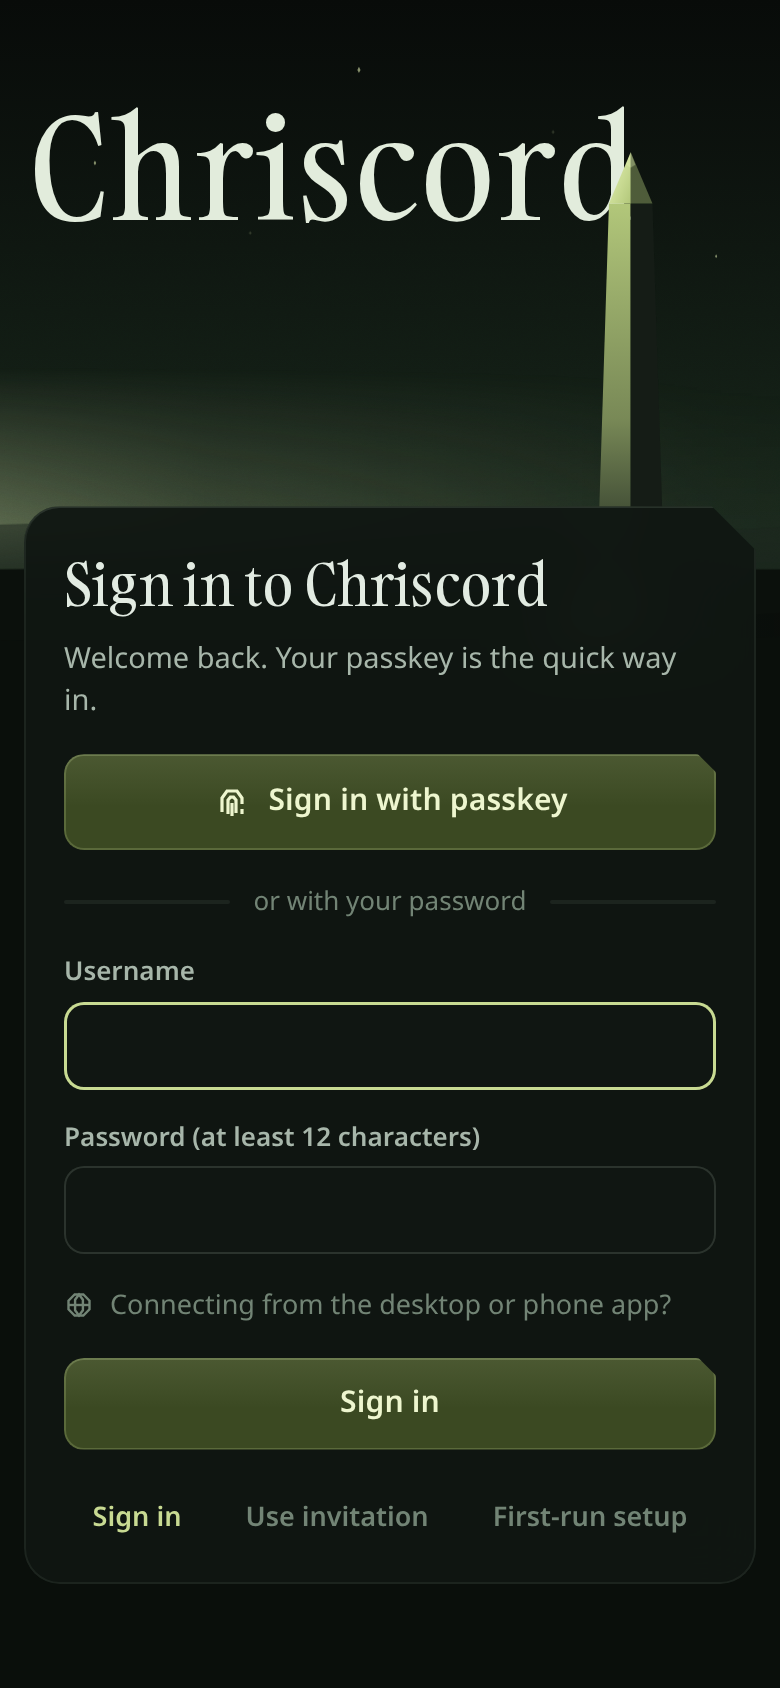 Chriscord
Sign in to Chriscord
Welcome back. Your passkey is the quick way
in.
Sign in with passkey
or with your password
Username
Password (at least 12 characters)
Connecting from the desktop or phone app?
Sign in
Sign in
Use invitation
First-run setup